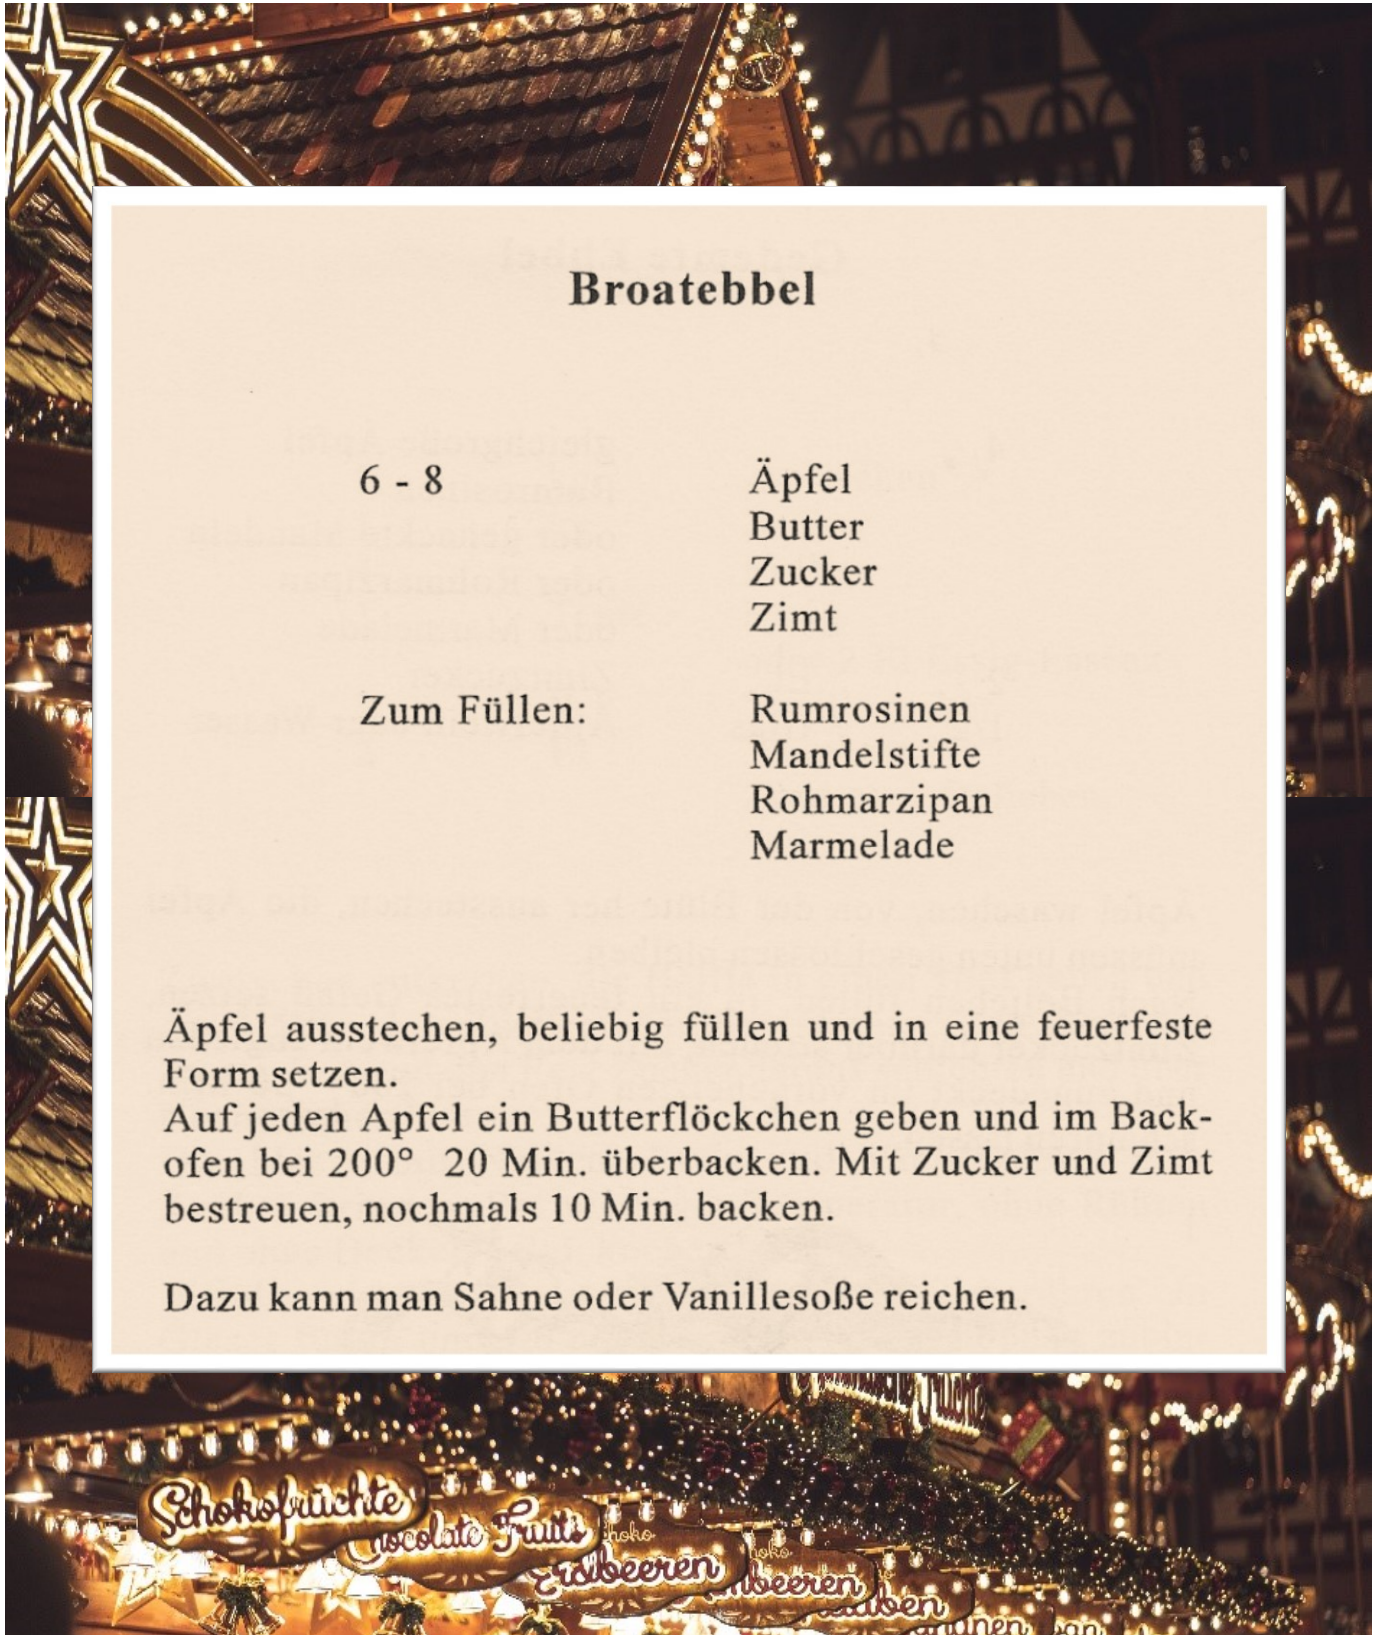 Broatebbel
6 - 8 Äpfel
Butter
Zucker
Zimt
Zum Füllen: Rumrosinen
Mandelstifte
Rohmarzipan
Marmelade
Äpfel ausstechen, beliebig füllen und in eine feuerfeste
Form setzen.
Auf jeden Apfel ein Butterflöckchen geben und im Back-
ofen bei 200° 20 Min. überbacken. Mit Zucker und Zimt
bestreuen, nochmals 10 Min. backen.
Dazu kann man Sahne oder Vanillesoße reichen.
Schokofrüchte
Chocolate Fruits
Erdbeeren